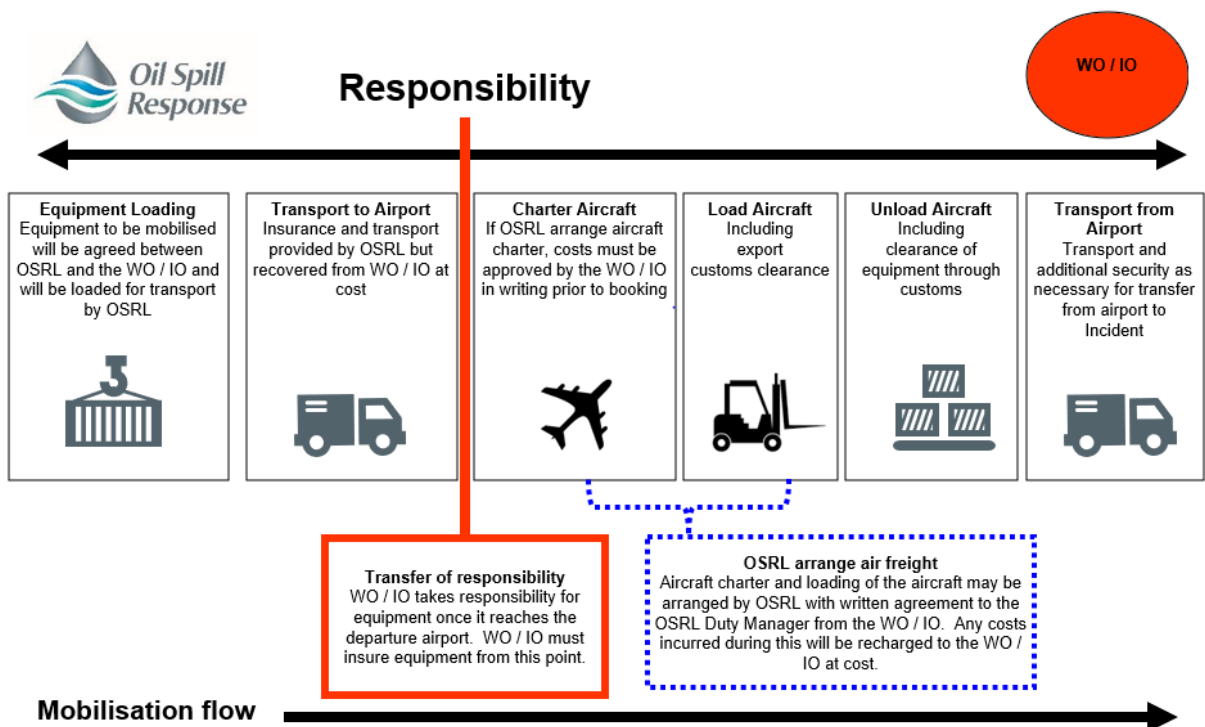 Oil Spill
Response
Responsibility
WO / IO
Equipment Loading
Equipment to be mobilised
will be agreed between
OSRL and the WO / IO and
will be loaded for transport
by OSRL
Transport to Airport
Insurance and transport
provided by OSRL but
recovered from WO / IO at
cost
Charter Aircraft
If OSRL arrange aircraft
charter, costs must be
approved by the WO / IO
in writing prior to booking
Load Aircraft
Including
export
customs clearance
Unload Aircraft
Including
clearance of
equipment through
customs
Transport from
Airport
Transport and
additional security as
necessary for transfer
from airport to
Incident
Transfer of responsibility
WO / IO takes responsibility for
equipment once it reaches the
departure airport.  WO / IO must
insure equipment from this point.
OSRL arrange air freight
Aircraft charter and loading of the aircraft may be
arranged by OSRL with written agreement to the
OSRL Duty Manager from the WO / IO.  Any costs
incurred during this will be recharged to the WO /
IO at cost.
Mobilisation flow